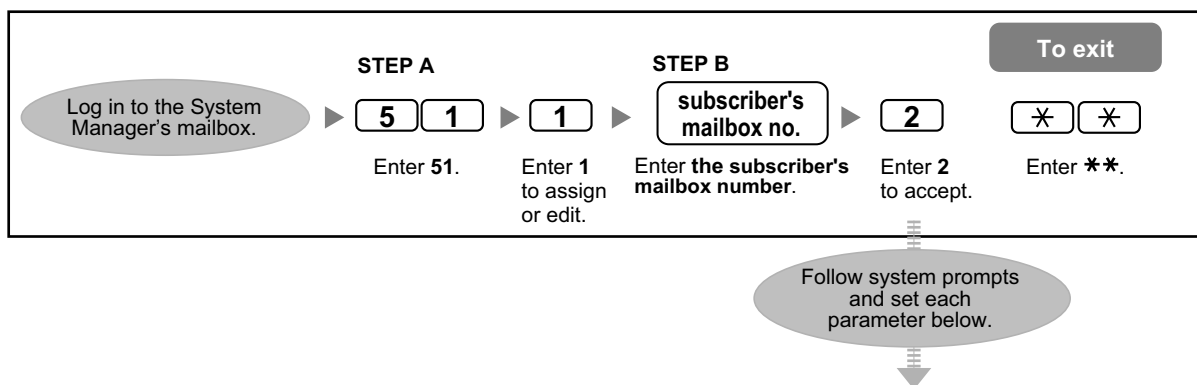 To exit
STEP A
STEP B
Log in to the System
Manager's mailbox.
5 1
1
subscriber's
mailbox no.
2
* *
Enter 51.
Enter 1
to assign
or edit.
Enter the subscriber's
mailbox number.
Enter 2
to accept.
Enter **.
Follow system prompts
and set each
parameter below.